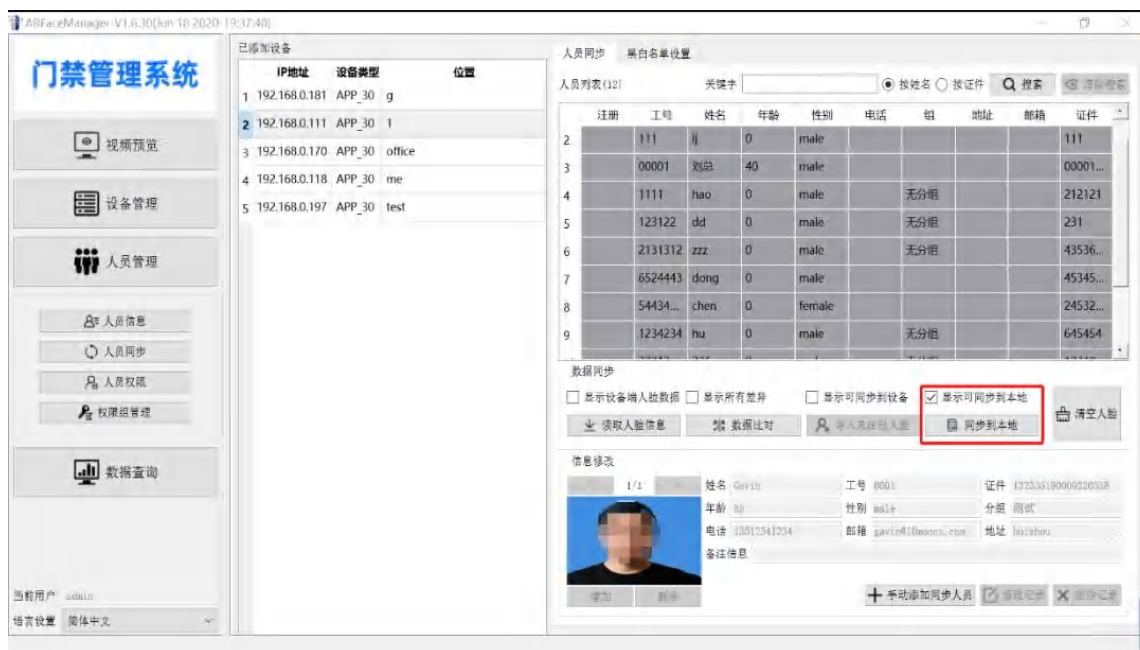 ABFaceManager-V1.6.30(Jun 18 2020-19:37:40)
门禁管理系统
视频预览
设备管理
人员管理
人员信息
人员同步
人员权限
权限组管理
数据查询
当前用户 admin
语言设置 简体中文
已添加设备
IP地址 设备类型 位置
1 192.168.0.181 APP_30 g
2 192.168.0.111 APP_30 1
3 192.168.0.170 APP_30 office
4 192.168.0.118 APP_30 me
5 192.168.0.197 APP_30 test
人员同步 黑白名单设置
人员列表(12) 关键字 按姓名 按证件 搜索 清除搜索
注册 工号 姓名 年龄 性别 电话 组 地址 邮箱 证件
2 111 lj 0 male 111
3 00001 刘总 40 male 00001...
4 1111 hao 0 male 无分组 212121
5 123122 dd 0 male 无分组 231
6 2131312 zzz 0 male 无分组 43536...
7 6524443 dong 0 male 45345...
8 54434... chen 0 female 24532...
9 1234234 hu 0 male 无分组 645454
数据同步
显示设备端人脸数据 显示所有差异 显示可同步到设备 显示可同步到本地
读取人脸信息 数据比对 导入未注册人脸 同步到本地 清空人脸
信息修改
1/1
姓名 Gavin 工号 0001 证件
年龄 性别 male 分组 测试
电话 13512341234 邮箱 地址 huizhou
备注信息
增加 删除
手动添加同步人员 修改记录 删除记录